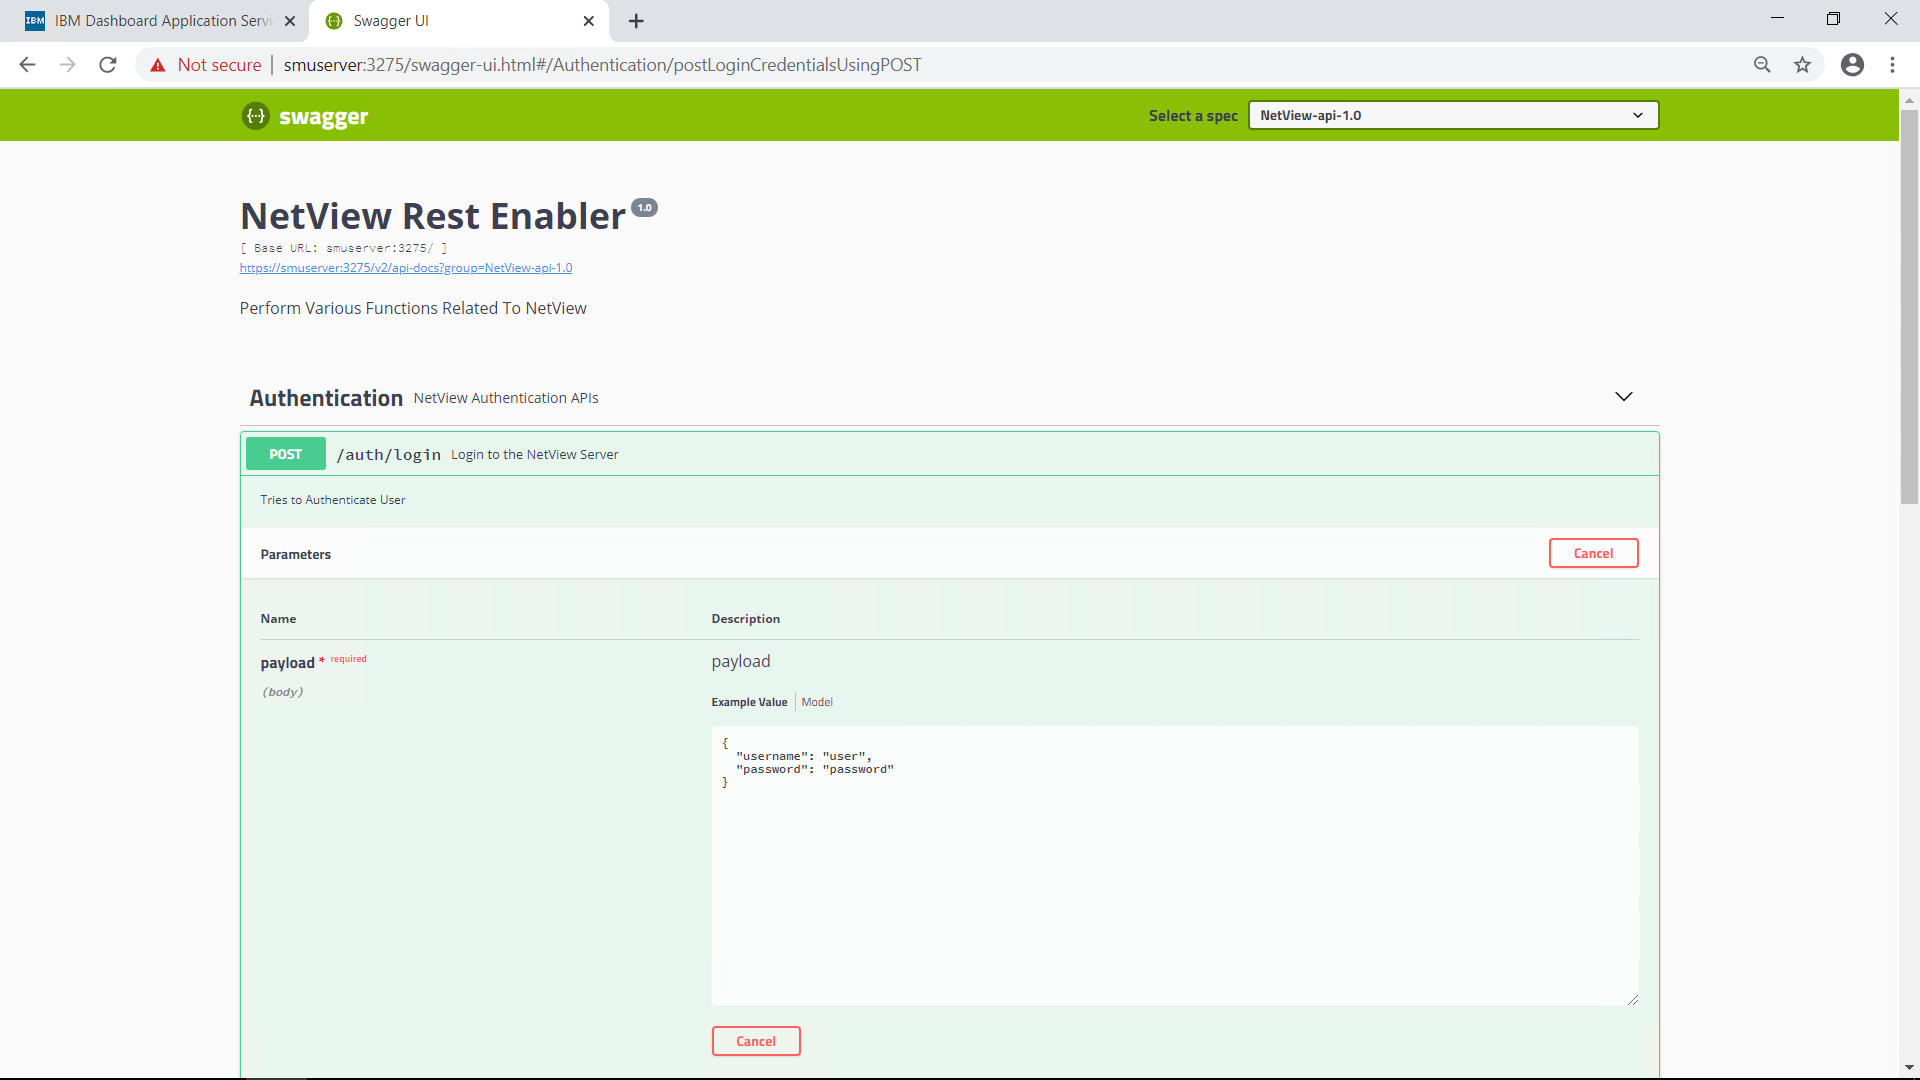 IBM IBM Dashboard Application Servi
Swagger UI
Not secure smuserver:3275/swagger-ui.html#/Authentication/postLoginCredentialsUsingPOST
{··} swagger
Select a spec NetView-api-1.0
NetView Rest Enabler 1.0
[ Base URL: smuserver:3275/ ]
https://smuserver:3275/v2/api-docs?group=NetView-api-1.0
Perform Various Functions Related To NetView
Authentication NetView Authentication APIs
POST /auth/login Login to the NetView Server
Tries to Authenticate User
Parameters Cancel
Name Description
payload * required payload
(body)
Example Value Model
{
"username": "user",
"password": "password"
}
Cancel